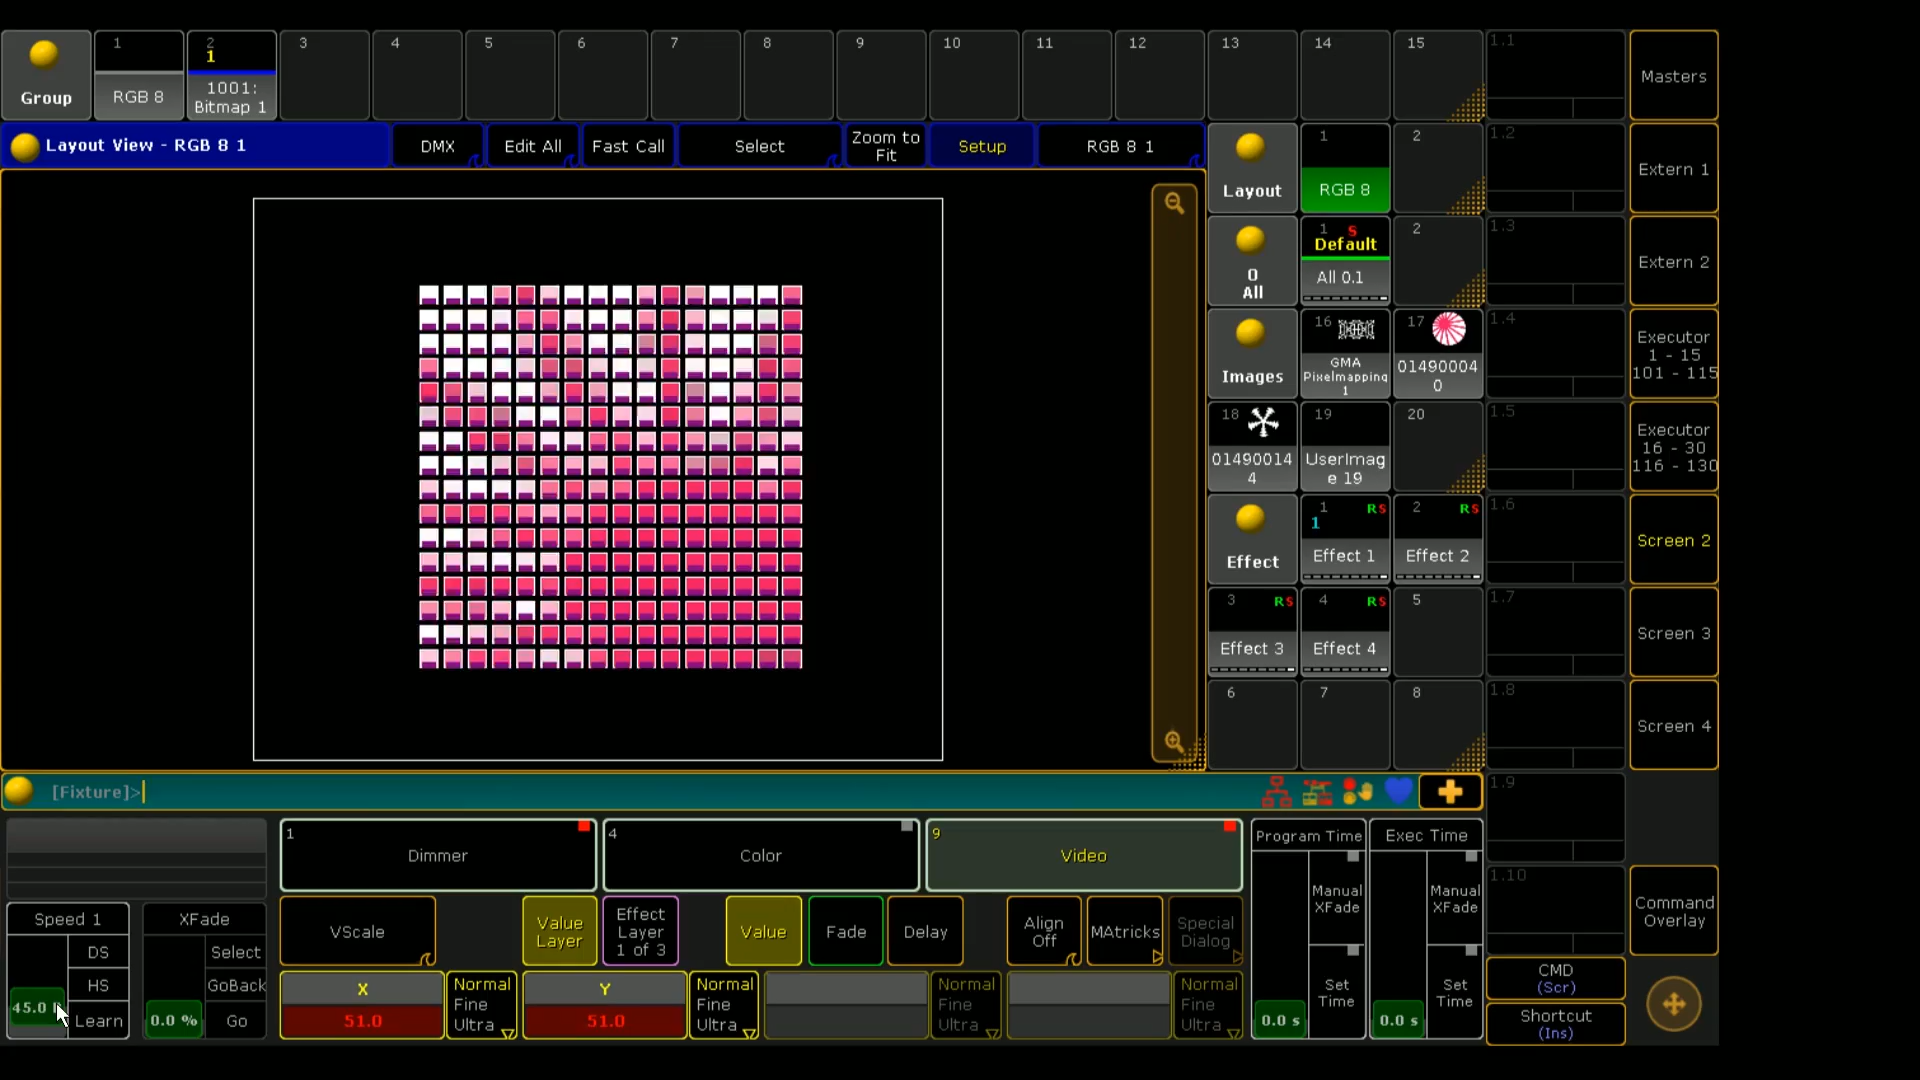 Group
1
RGB 8
2
1
1001:
Bitmap 1
3
4
5
6
7
8
9
10
11
12
13
14
15
1.1
Masters
Layout View - RGB 8 1
DMX
Edit All
Fast Call
Select
Zoom to
Fit
Setup
RGB 8 1
Layout
1
RGB 8
2
1.2
Extern 1
0
All
1 S
Default
All 0.1
2
1.3
Extern 2
Images
16
GMA
Pixelmapping
1
17
01490004
0
1.4
Executor
1 - 15
101 - 115
18
01490014
4
19
UserImag
e 19
20
1.5
Executor
16 - 30
116 - 130
Effect
1 RS
1
Effect 1
2 RS
Effect 2
1.6
Screen 2
3 RS
Effect 3
4 RS
Effect 4
5
1.7
Screen 3
6
7
8
1.8
Screen 4
[Fixture]>
1.9
1
Dimmer
4
Color
9
Video
Program Time
Exec Time
Manual
XFade
Manual
XFade
1.10
Command
Overlay
Speed 1
XFade
VScale
Value
Layer
Effect
Layer
1 of 3
Value
Fade
Delay
Align
Off
MAtricks
Special
Dialog
DS
Select
HS
GoBack
45.0
Learn
0.0 %
Go
X
51.0
Normal
Fine
Ultra
Y
51.0
Normal
Fine
Ultra
Normal
Fine
Ultra
Normal
Fine
Ultra
0.0 s
Set
Time
0.0 s
Set
Time
CMD
(Scr)
Shortcut
(Ins)